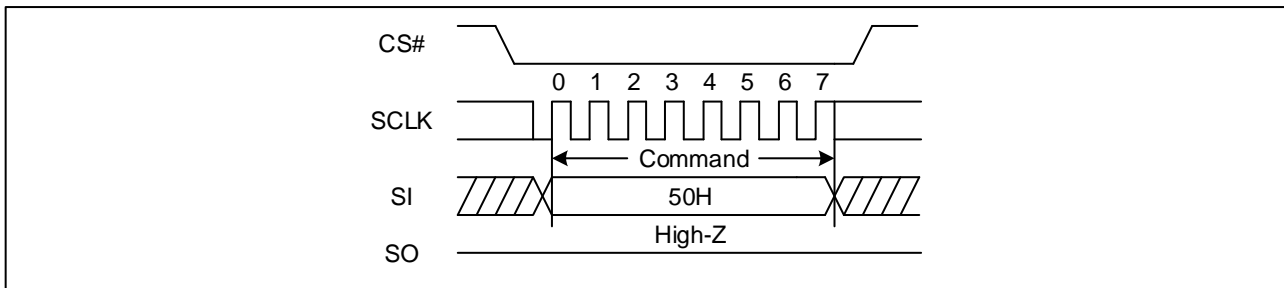 CS#
0 1 2 3 4 5 6 7
SCLK
Command
SI
50H
High-Z
SO